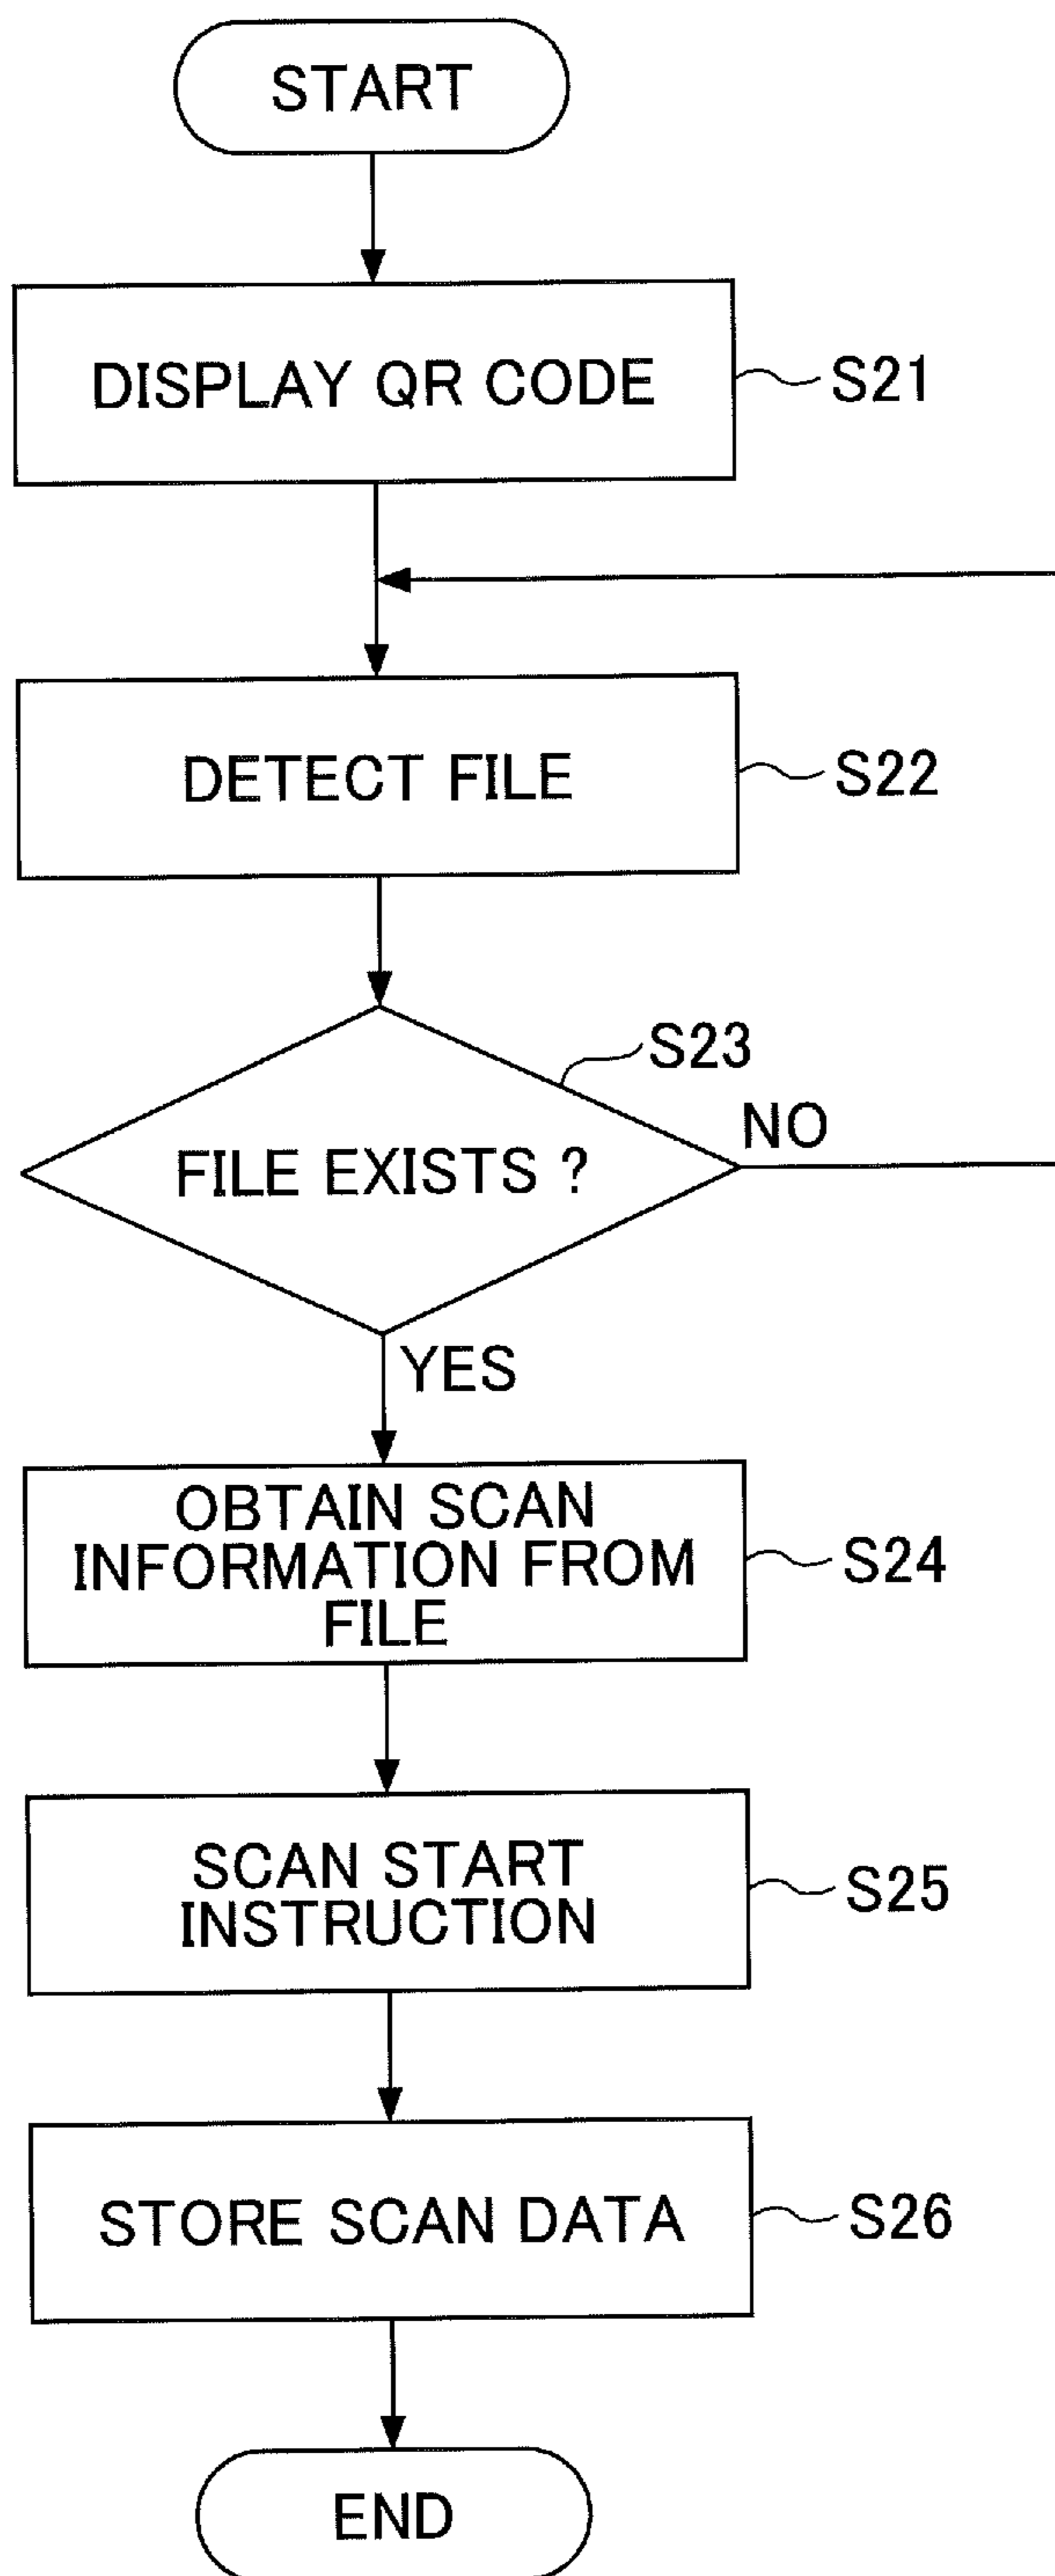 START
DISPLAY QR CODE
S21
DETECT FILE
S22
S23
FILE EXISTS ?
NO
YES
OBTAIN SCAN
INFORMATION FROM
FILE
S24
SCAN START
INSTRUCTION
S25
STORE SCAN DATA
S26
END